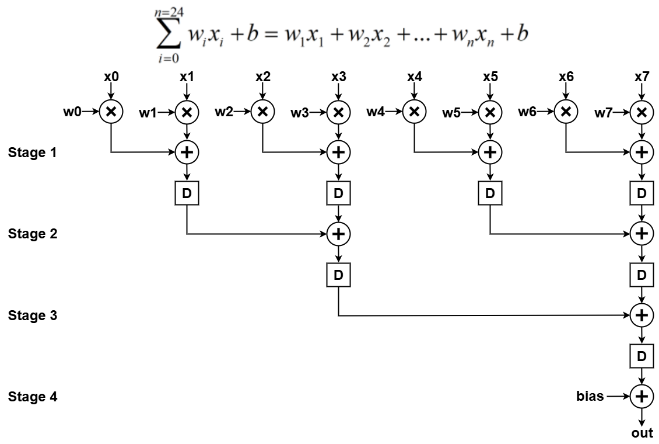 n=24
∑ wᵢxᵢ + b = w₁x₁ + w₂x₂ + ... + wₙxₙ + b
i=0
x0 x1 x2 x3 x4 x5 x6 x7
w0 × w1 × w2 × w3 × w4 × w5 × w6 × w7 ×
Stage 1 + + + +
D D D D
Stage 2 + +
D D
Stage 3 +
D
Stage 4 bias +
out